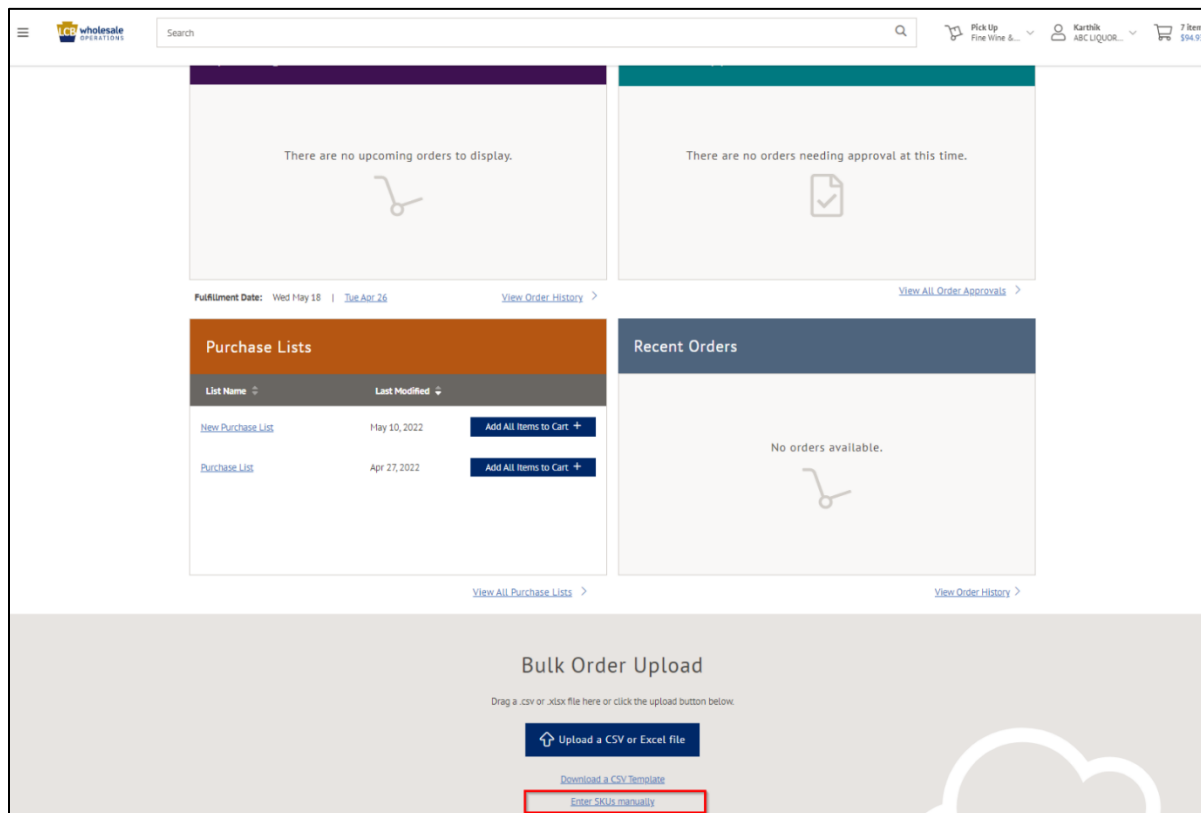 LCB wholesale
OPERATIONS
Search
Pick Up
Fine Wine &...
Karthik
ABC LIQUOR...
$94.9
There are no upcoming orders to display.
There are no orders needing approval at this time.
Fulfillment Date: Wed May 18 | Tue Apr 26
View Order History >
View All Order Approvals >
Purchase Lists
List Name
Last Modified
New Purchase List
May 10, 2022
Add All Items to Cart +
Purchase List
Apr 27, 2022
Add All Items to Cart +
View All Purchase Lists >
Recent Orders
No orders available.
View Order History >
Bulk Order Upload
Drag a .csv or .xlsx file here or click the upload button below.
Upload a CSV or Excel file
Download a CSV Template
Enter SKUs manually